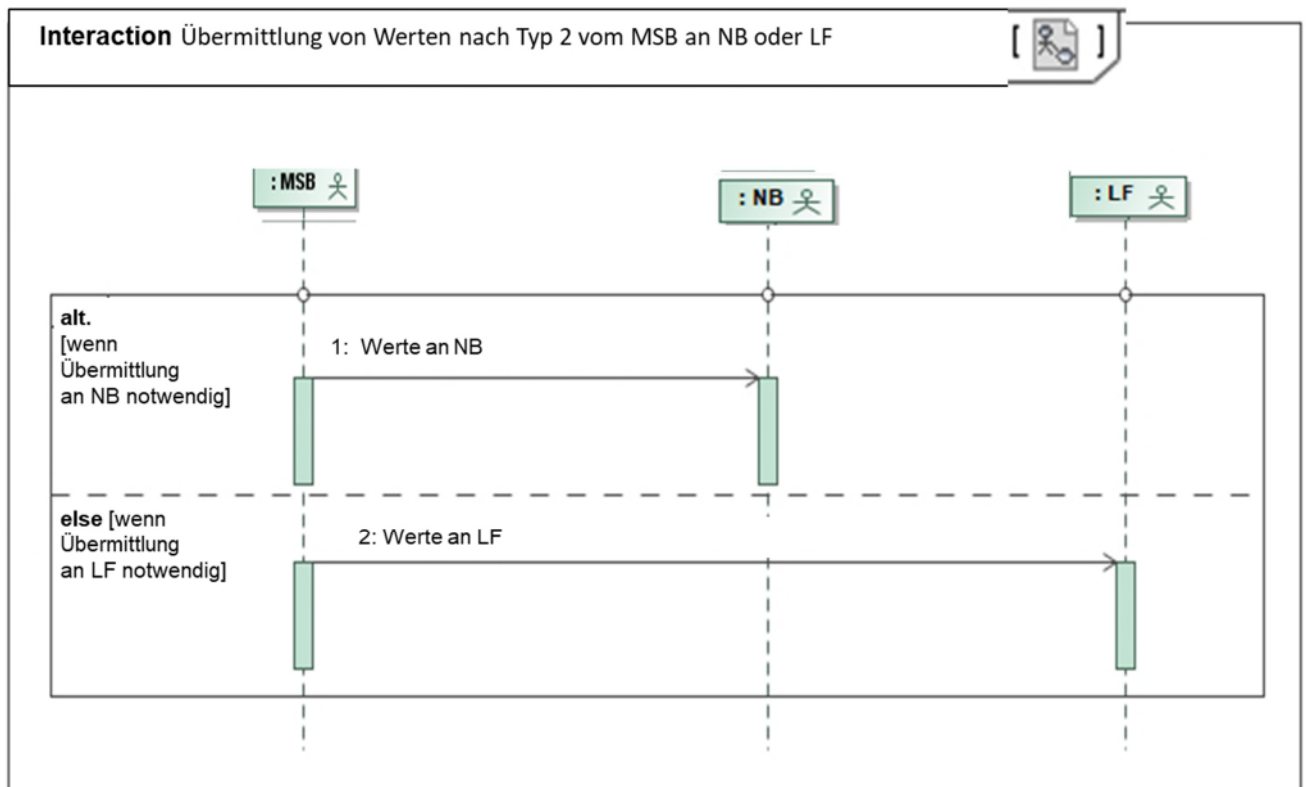 Interaction Übermittlung von Werten nach Typ 2 vom MSB an NB oder LF
[ ]
: MSB
: NB
: LF
alt.
[wenn
Übermittlung
an NB notwendig]
1: Werte an NB
else [wenn
Übermittlung
an LF notwendig]
2: Werte an LF